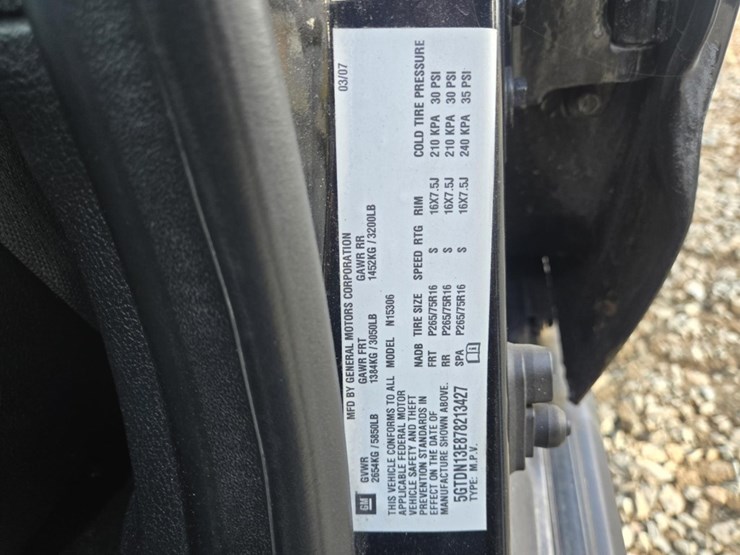 MFD BY GENERAL MOTORS CORPORATION 03/07
GVWR GAWR FRT GAWR RR
2654KG / 5850LB 1384KG / 3050LB 1452KG / 3200LB
GM
THIS VEHICLE CONFORMS TO ALL
APPLICABLE FEDERAL MOTOR
VEHICLE SAFETY AND THEFT
PREVENTION STANDARDS IN
EFFECT ON THE DATE OF
MANUFACTURE SHOWN ABOVE.
5GTDN13E878213427
TYPE: M.P.V.
MODEL N15306
NADB TIRE SIZE SPEED RTG RIM COLD TIRE PRESSURE
FRT P265/75R16 S 16X7.5J 210 KPA 30 PSI
RR P265/75R16 S 16X7.5J 210 KPA 30 PSI
SPA P265/75R16 S 16X7.5J 240 KPA 35 PSI